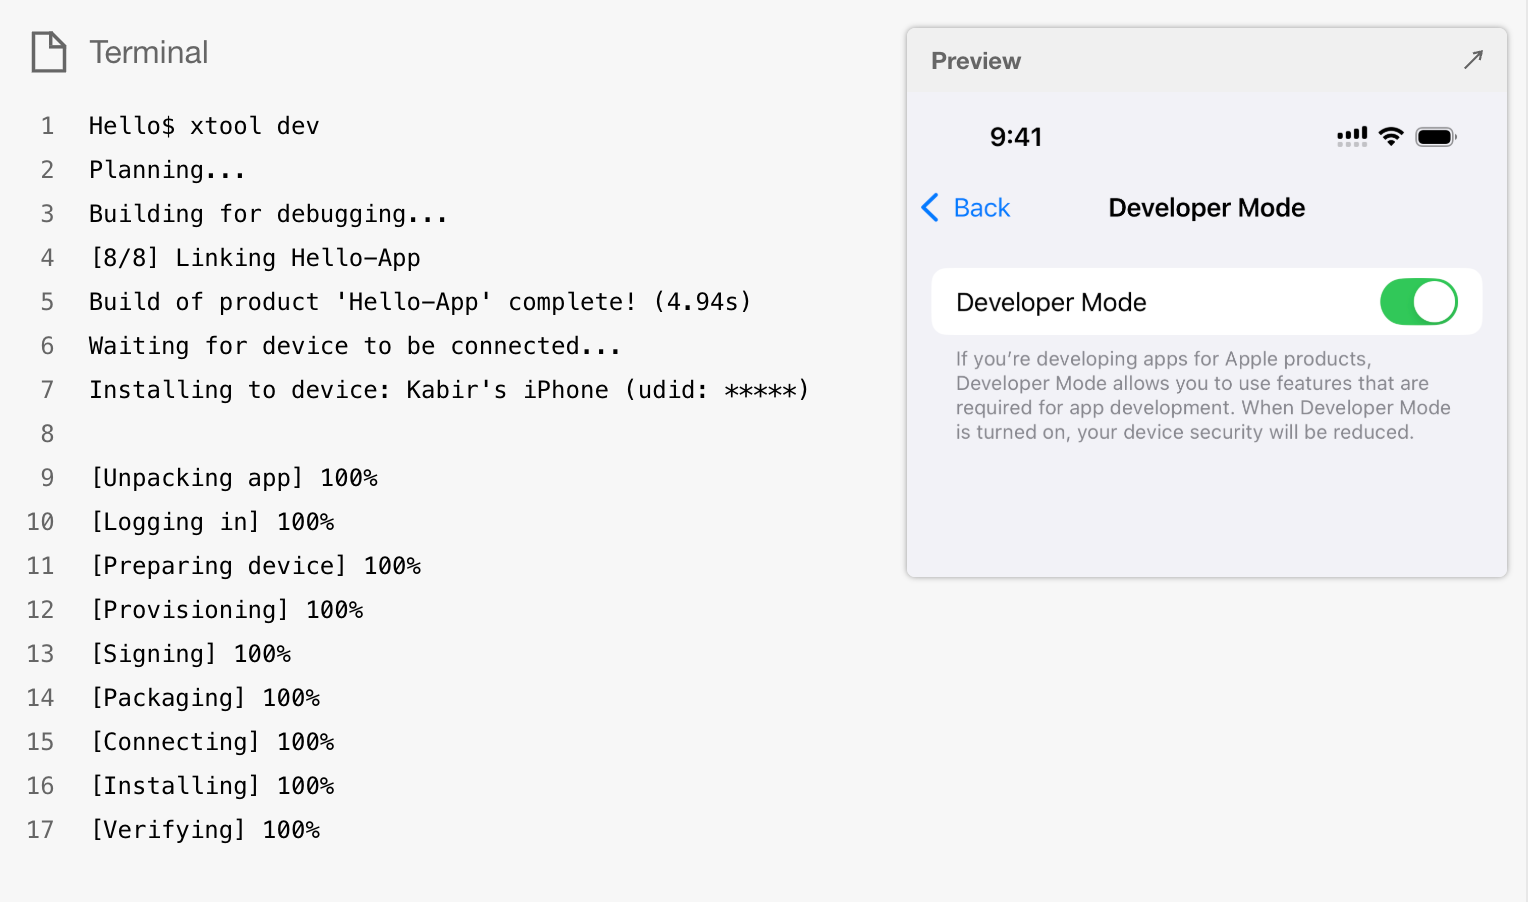 Terminal
1 Hello$ xtool dev
2 Planning...
3 Building for debugging...
4 [8/8] Linking Hello-App
5 Build of product 'Hello-App' complete! (4.94s)
6 Waiting for device to be connected...
7 Installing to device: Kabir's iPhone (udid: *****)
8
9 [Unpacking app] 100%
10 [Logging in] 100%
11 [Preparing device] 100%
12 [Provisioning] 100%
13 [Signing] 100%
14 [Packaging] 100%
15 [Connecting] 100%
16 [Installing] 100%
17 [Verifying] 100%
Preview
9:41
Back Developer Mode
Developer Mode
If you’re developing apps for Apple products,
Developer Mode allows you to use features that are
required for app development. When Developer Mode
is turned on, your device security will be reduced.